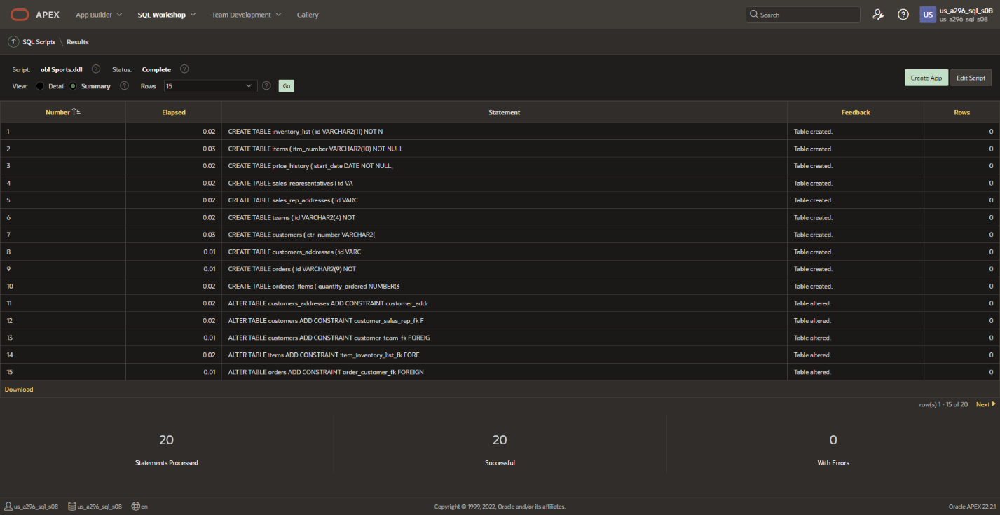 APEX App Builder SQL Workshop Team Development Gallery Search US us_a296_sql_s08
us_a296_sql_s08
SQL Scripts \ Results
Script: obl Sports.ddl Status: Complete
View: Detail Summary Rows 15 Go Create App Edit Script
Number Elapsed Statement Feedback Rows
1 0.02 CREATE TABLE inventory_list ( id VARCHAR2(11) NOT N Table created. 0
2 0.03 CREATE TABLE items ( itm_number VARCHAR2(10) NOT NULL Table created. 0
3 0.02 CREATE TABLE price_history ( start_date DATE NOT NULL, Table created. 0
4 0.02 CREATE TABLE sales_representatives ( id VA Table created. 0
5 0.02 CREATE TABLE sales_rep_addresses ( id VARC Table created. 0
6 0.02 CREATE TABLE teams ( id VARCHAR2(4) NOT Table created. 0
7 0.03 CREATE TABLE customers ( ctr_number VARCHAR2( Table created. 0
8 0.01 CREATE TABLE customers_addresses ( id VARC Table created. 0
9 0.01 CREATE TABLE orders ( id VARCHAR2(9) NOT Table created. 0
10 0.02 CREATE TABLE ordered_items ( quantity_ordered NUMBER(3 Table created. 0
11 0.02 ALTER TABLE customers_addresses ADD CONSTRAINT customer_addr Table altered. 0
12 0.02 ALTER TABLE customers ADD CONSTRAINT customer_sales_rep_fk F Table altered. 0
13 0.01 ALTER TABLE customers ADD CONSTRAINT customer_team_fk FOREIG Table altered. 0
14 0.02 ALTER TABLE items ADD CONSTRAINT item_inventory_list_fk FORE Table altered. 0
15 0.01 ALTER TABLE orders ADD CONSTRAINT order_customer_fk FOREIGN Table altered. 0
Download
row(s) 1 - 15 of 20 Next
20 20 0
Statements Processed Successful With Errors
us_a296_sql_s08 us_a296_sql_s08 en Copyright © 1999, 2022, Oracle and/or its affiliates. Oracle APEX 22.2.1